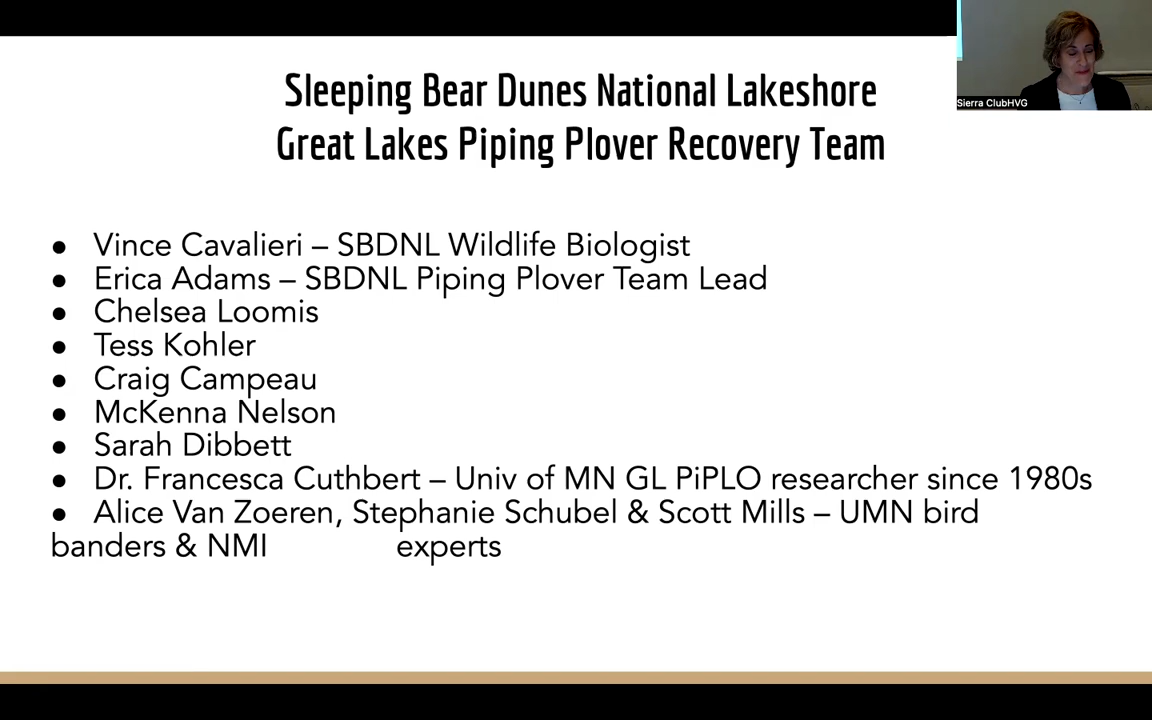 Sleeping Bear Dunes National Lakeshore
Great Lakes Piping Plover Recovery Team
Sierra ClubHVG
● Vince Cavalieri – SBDNL Wildlife Biologist
● Erica Adams – SBDNL Piping Plover Team Lead
● Chelsea Loomis
● Tess Kohler
● Craig Campeau
● McKenna Nelson
● Sarah Dibbett
● Dr. Francesca Cuthbert – Univ of MN GL PiPLO researcher since 1980s
● Alice Van Zoeren, Stephanie Schubel & Scott Mills – UMN bird
banders & NMI experts